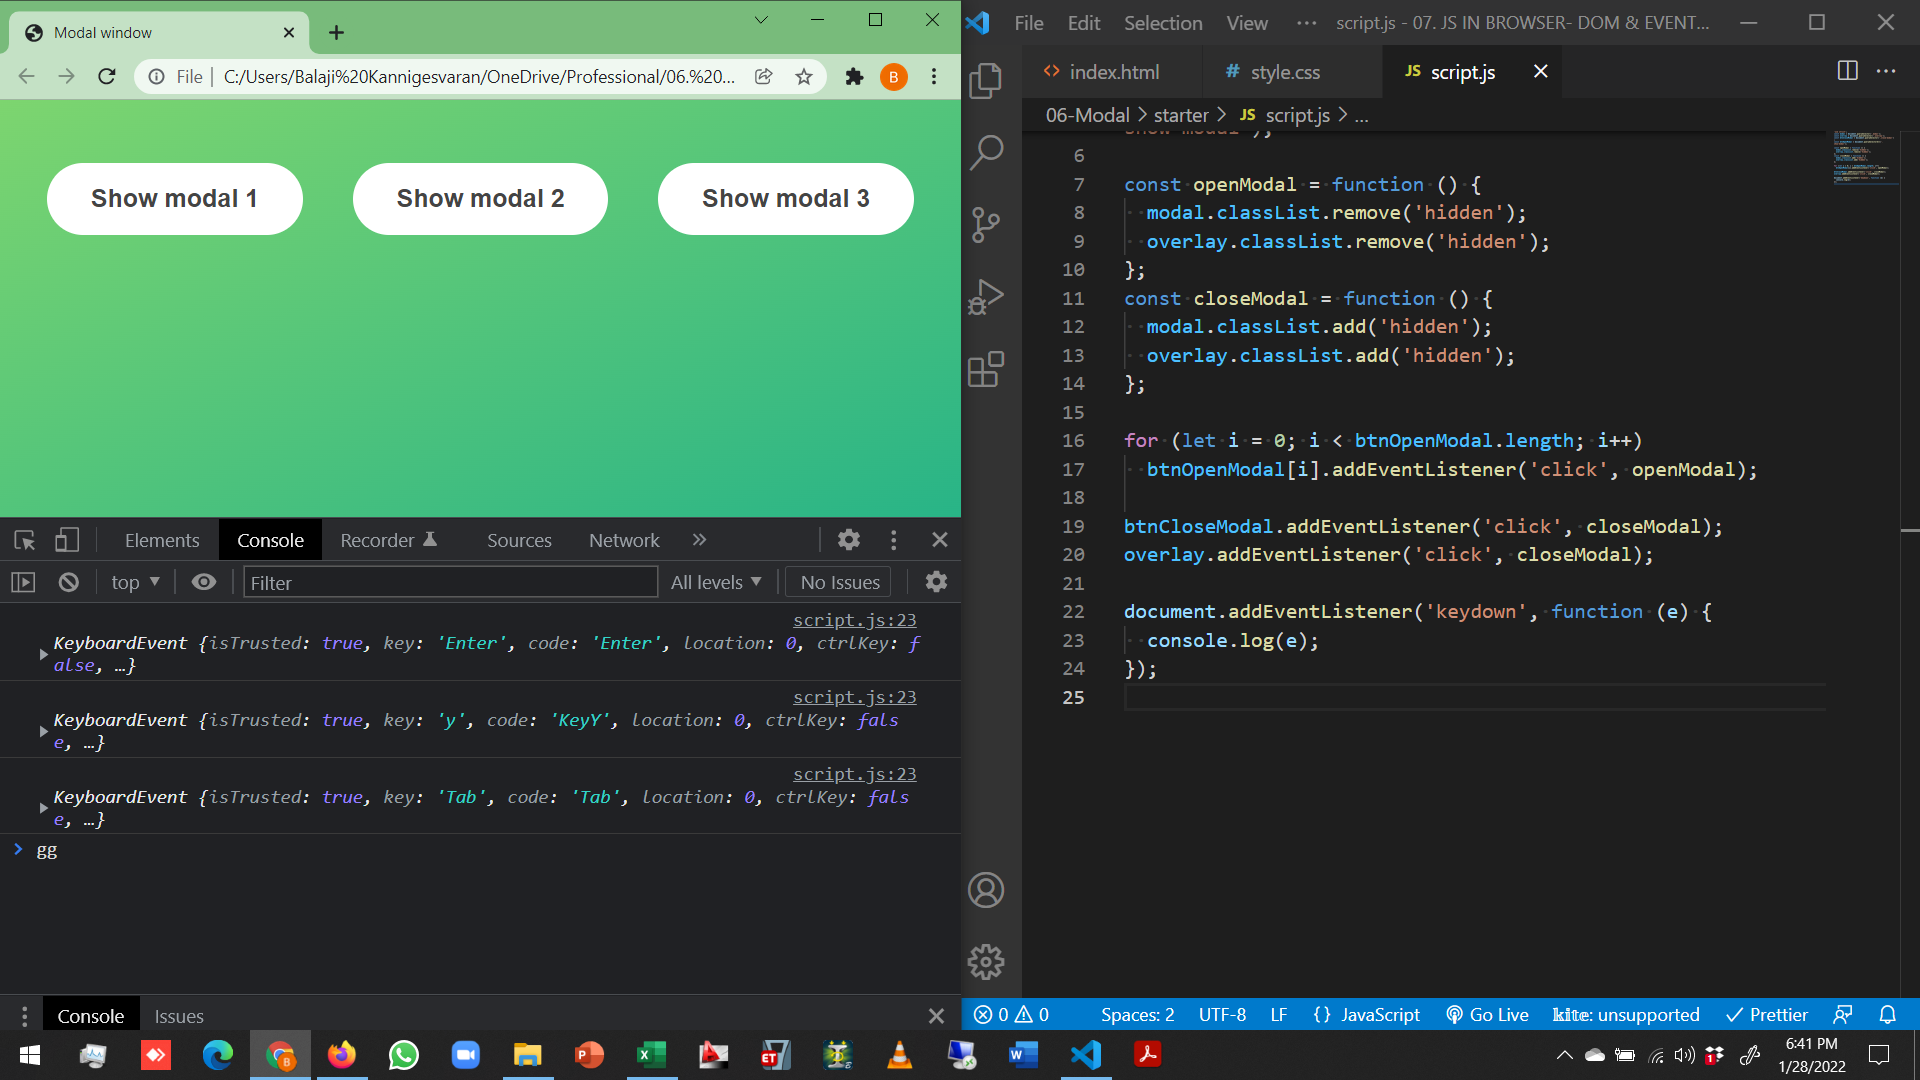 Modal window
File
C:/Users/Balaji%20Kannigesvaran/OneDrive/Professional/06.%20...
B
Show modal 1
Show modal 2
Show modal 3
Elements
Console
Recorder
Sources
Network
top
Filter
All levels
No Issues
script.js:23
KeyboardEvent {isTrusted: true, key: 'Enter', code: 'Enter', location: 0, ctrlKey: f
alse, …}
script.js:23
KeyboardEvent {isTrusted: true, key: 'y', code: 'KeyY', location: 0, ctrlKey: fals
e, …}
script.js:23
KeyboardEvent {isTrusted: true, key: 'Tab', code: 'Tab', location: 0, ctrlKey: fals
e, …}
> gg
Console
Issues
File Edit Selection View ··· script.js - 07. JS IN BROWSER- DOM & EVENT...
index.html
# style.css
JS script.js
06-Modal > starter > JS script.js > ...
show-modal');
6
7 const openModal = function () {
8 modal.classList.remove('hidden');
9 overlay.classList.remove('hidden');
10 };
11 const closeModal = function () {
12 modal.classList.add('hidden');
13 overlay.classList.add('hidden');
14 };
15
16 for (let i = 0; i < btnOpenModal.length; i++)
17 btnOpenModal[i].addEventListener('click', openModal);
18
19 btnCloseModal.addEventListener('click', closeModal);
20 overlay.addEventListener('click', closeModal);
21
22 document.addEventListener('keydown', function (e) {
23 console.log(e);
24 });
25
0 0
Spaces: 2
UTF-8
LF
{ } JavaScript
Go Live
kite: unsupported
Prettier
6:41 PM
1/28/2022